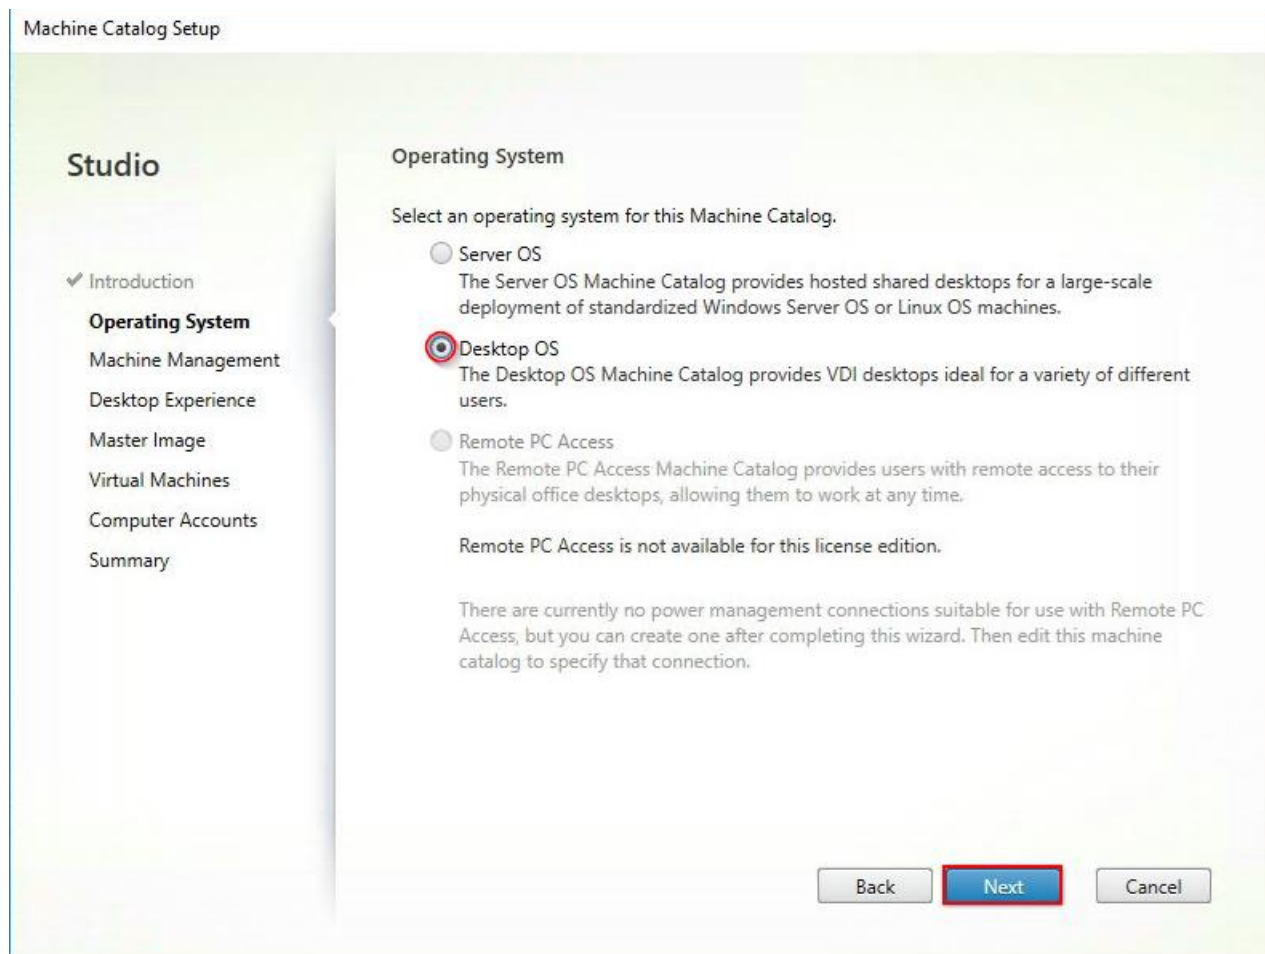 Machine Catalog Setup
Studio
Introduction
Operating System
Machine Management
Desktop Experience
Master Image
Virtual Machines
Computer Accounts
Summary
Operating System
Select an operating system for this Machine Catalog.
Server OS
The Server OS Machine Catalog provides hosted shared desktops for a large-scale
deployment of standardized Windows Server OS or Linux OS machines.
Desktop OS
The Desktop OS Machine Catalog provides VDI desktops ideal for a variety of different
users.
Remote PC Access
The Remote PC Access Machine Catalog provides users with remote access to their
physical office desktops, allowing them to work at any time.
Remote PC Access is not available for this license edition.
There are currently no power management connections suitable for use with Remote PC
Access, but you can create one after completing this wizard. Then edit this machine
catalog to specify that connection.
Back Next Cancel